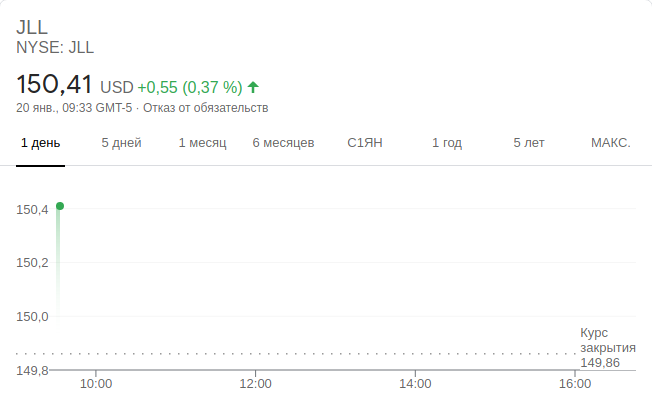 JLL
NYSE: JLL
150,41 USD +0,55 (0,37 %)
20 янв., 09:33 GMT-5 · Отказ от обязательств
1 день 5 дней 1 месяц 6 месяцев С1ЯН 1 год 5 лет МАКС.
150,4
150,2
150,0
Курс
закрытия
149,86
149,8
10:00 12:00 14:00 16:00